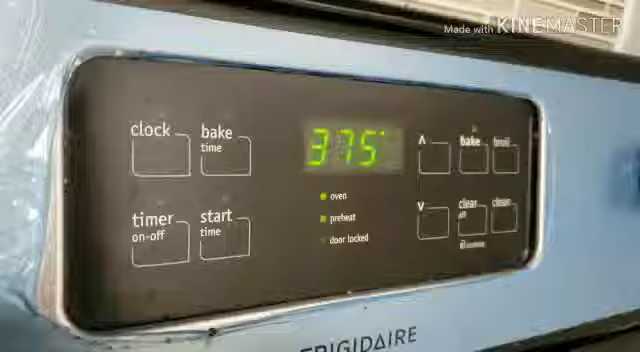 Made with KINEMASTER
clock
bake
time
375°
^
bake
broil
oven
preheat
door locked
timer
on-off
start
time
v
clear
off
clean
FRIGIDAIRE